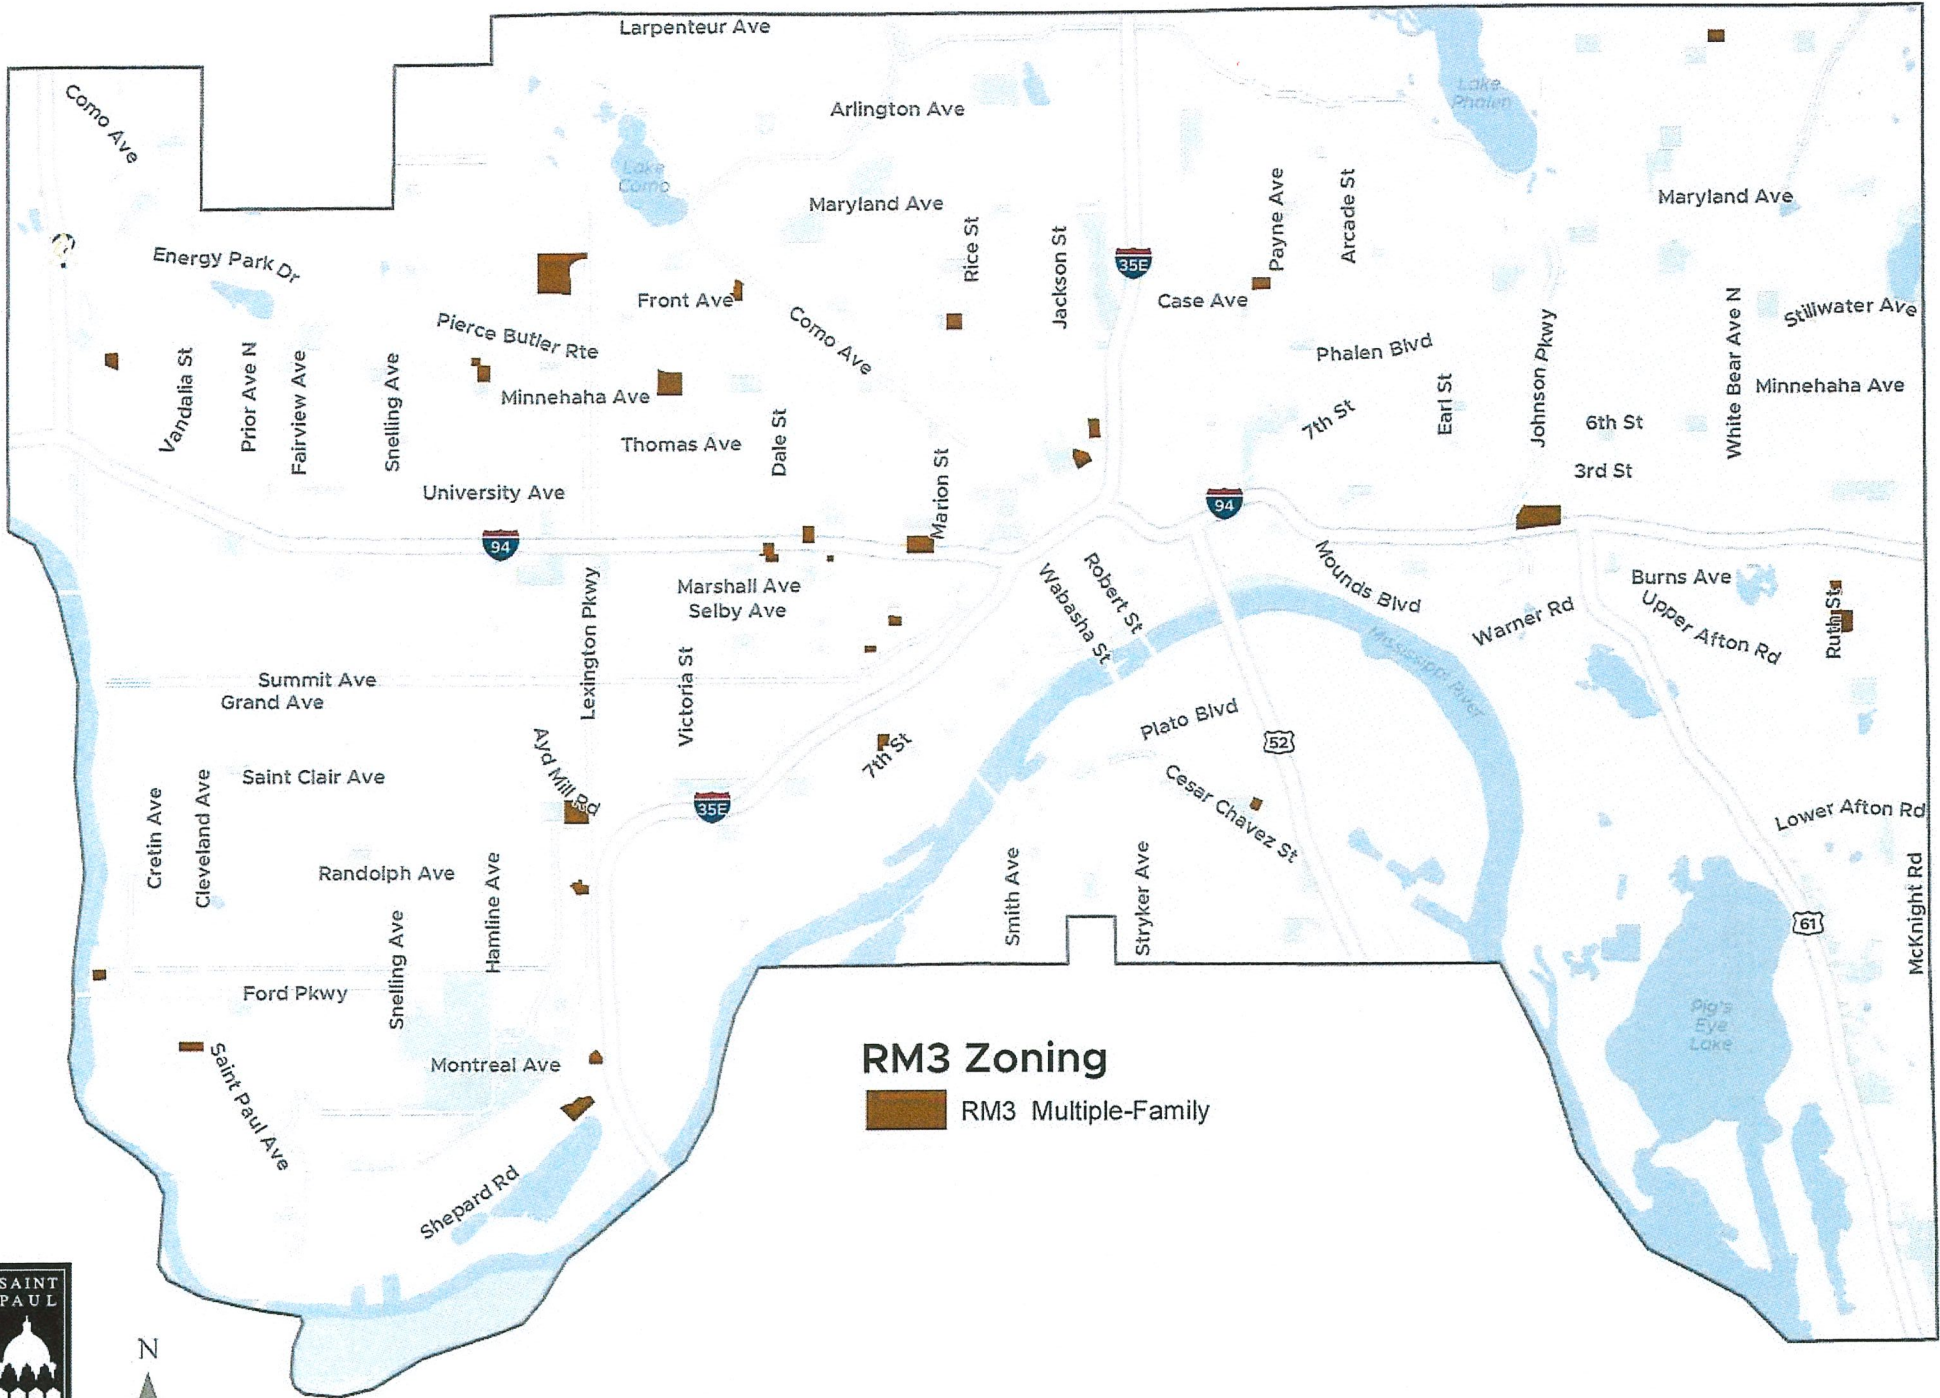 Larpenteur Ave
Como Ave
Arlington Ave
Lake
Phalen
Lake
Como
Maryland Ave
Maryland Ave
Rice St
Jackson St
35E
Payne Ave
Arcade St
Energy Park Dr
Front Ave
Case Ave
Como Ave
Stillwater Ave
Pierce Butler Rte
Phalen Blvd
Johnson Pkwy
White Bear Ave N
Vandalia St
Prior Ave N
Fairview Ave
Snelling Ave
Minnehaha Ave
Minnehaha Ave
Earl St
7th St
6th St
Thomas Ave
Dale St
Marion St
3rd St
University Ave
94
94
Marshall Ave
Selby Ave
Lexington Pkwy
Robert St
Wabasha St
Mounds Blvd
Burns Ave
Upper Afton Rd
Warner Rd
Ruth St
Mississippi River
Summit Ave
Grand Ave
Victoria St
Plato Blvd
52
7th St
Ayd Mill Rd
Saint Clair Ave
Cretin Ave
Cleveland Ave
35E
Cesar Chavez St
Lower Afton Rd
Randolph Ave
Hamline Ave
Smith Ave
Stryker Ave
61
McKnight Rd
Snelling Ave
Ford Pkwy
Pig's
Eye
Lake
Saint Paul Ave
Montreal Ave
Shepard Rd
RM3 Zoning
RM3 Multiple-Family
SAINT
PAUL
N